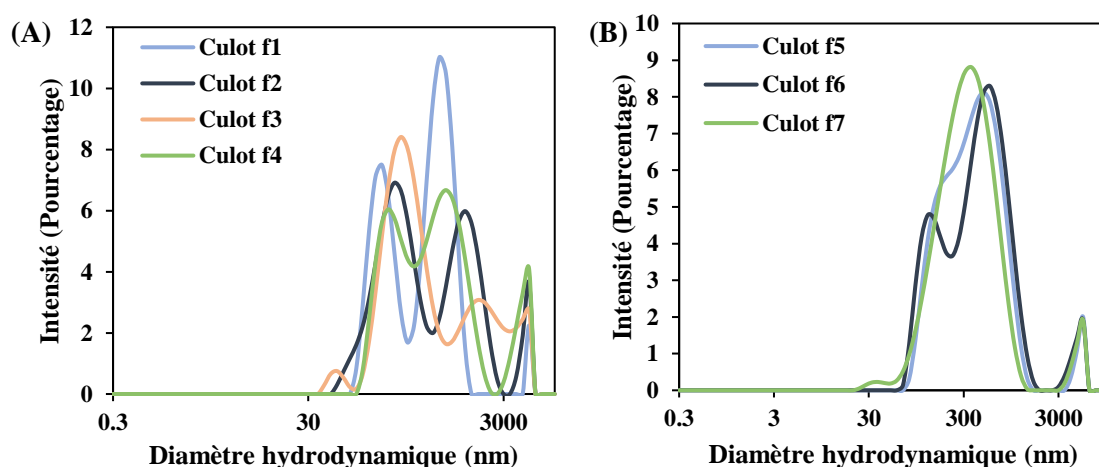 (A)
Intensité (Pourcentage)
12
10
8
6
4
2
0
Culot f1
Culot f2
Culot f3
Culot f4
0.3
30
3000
Diamètre hydrodynamique (nm)
(B)
Intensité (Pourcentage)
10
9
8
7
6
5
4
3
2
1
0
Culot f5
Culot f6
Culot f7
0.3
3
30
300
3000
Diamètre hydrodynamique (nm)